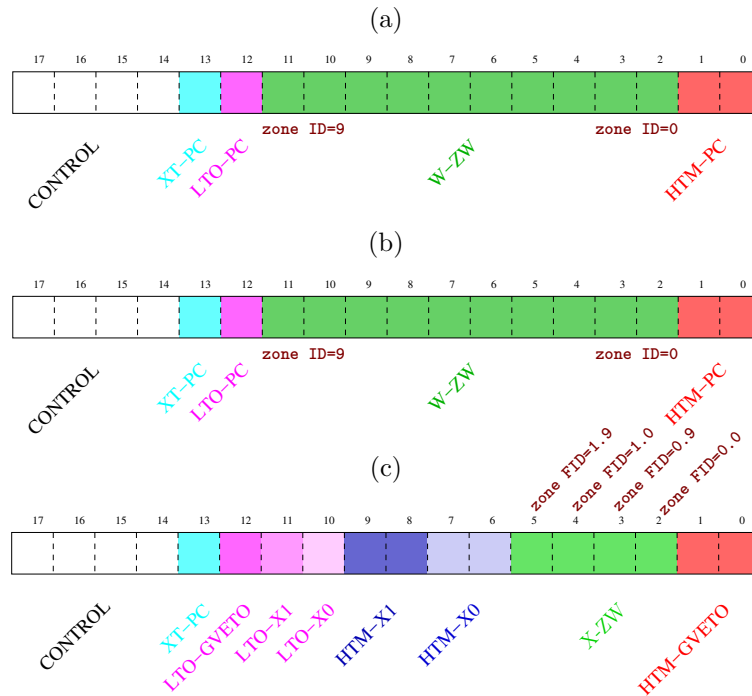 (a)
17 16 15 14 13 12 11 10 9 8 7 6 5 4 3 2 1 0
zone ID=9 zone ID=0
CONTROL XT-PC LTO-PC W-ZW HTM-PC
(b)
17 16 15 14 13 12 11 10 9 8 7 6 5 4 3 2 1 0
zone ID=9 zone ID=0
CONTROL XT-PC LTO-PC W-ZW HTM-PC
(c)
zone FID=1.9
zone FID=1.0
zone FID=0.9
zone FID=0.0
17 16 15 14 13 12 11 10 9 8 7 6 5 4 3 2 1 0
CONTROL XT-PC LTO-GVETO LTO-X1 LTO-X0 HTM-X1 HTM-X0 X-ZW HTM-GVETO